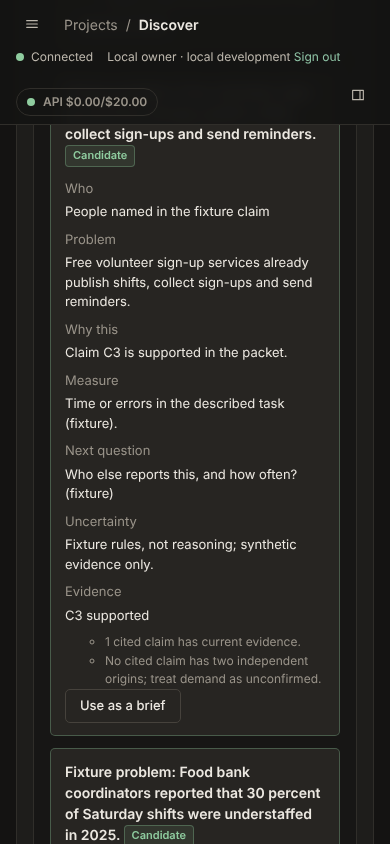 Projects / Discover
Connected Local owner · local development Sign out
API $0.00/$20.00
collect sign-ups and send reminders.
Candidate
Who
People named in the fixture claim
Problem
Free volunteer sign-up services already
publish shifts, collect sign-ups and send
reminders.
Why this
Claim C3 is supported in the packet.
Measure
Time or errors in the described task
(fixture).
Next question
Who else reports this, and how often?
(fixture)
Uncertainty
Fixture rules, not reasoning; synthetic
evidence only.
Evidence
C3 supported
1 cited claim has current evidence.
No cited claim has two independent
origins; treat demand as unconfirmed.
Use as a brief
Fixture problem: Food bank
coordinators reported that 30 percent
of Saturday shifts were understaffed
in 2025. Candidate